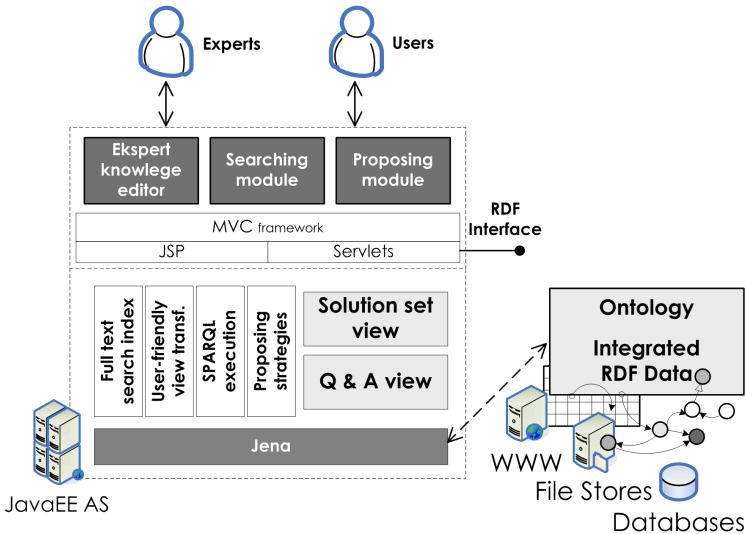 Experts
Users
Ekspert
knowlege
editor
Searching
module
Proposing
module
RDF
Interface
MVC framework
JSP
Servlets
Full text
search index
User-friendly
view transf.
SPARQL
execution
Proposing
strategies
Solution set
view
Q & A view
Ontology
Integrated
RDF Data
Jena
JavaEE AS
WWW
File Stores
Databases